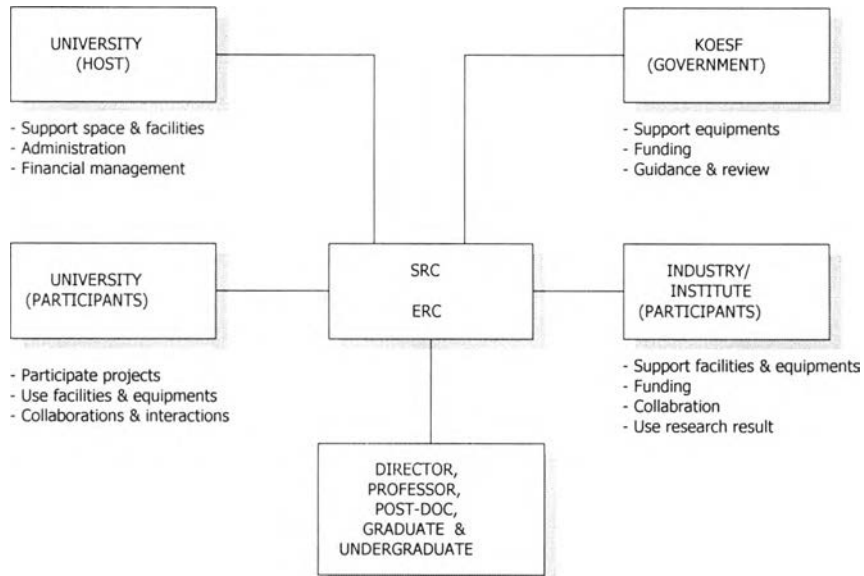 UNIVERSITY
(HOST)
- Support space & facilities
- Administration
- Financial management
KOESF
(GOVERNMENT)
- Support equipments
- Funding
- Guidance & review
UNIVERSITY
(PARTICIPANTS)
- Participate projects
- Use facilities & equipments
- Collaborations & interactions
SRC
ERC
INDUSTRY/
INSTITUTE
(PARTICIPANTS)
- Support facilities & equipments
- Funding
- Collabration
- Use research result
DIRECTOR,
PROFESSOR,
POST-DOC,
GRADUATE &
UNDERGRADUATE